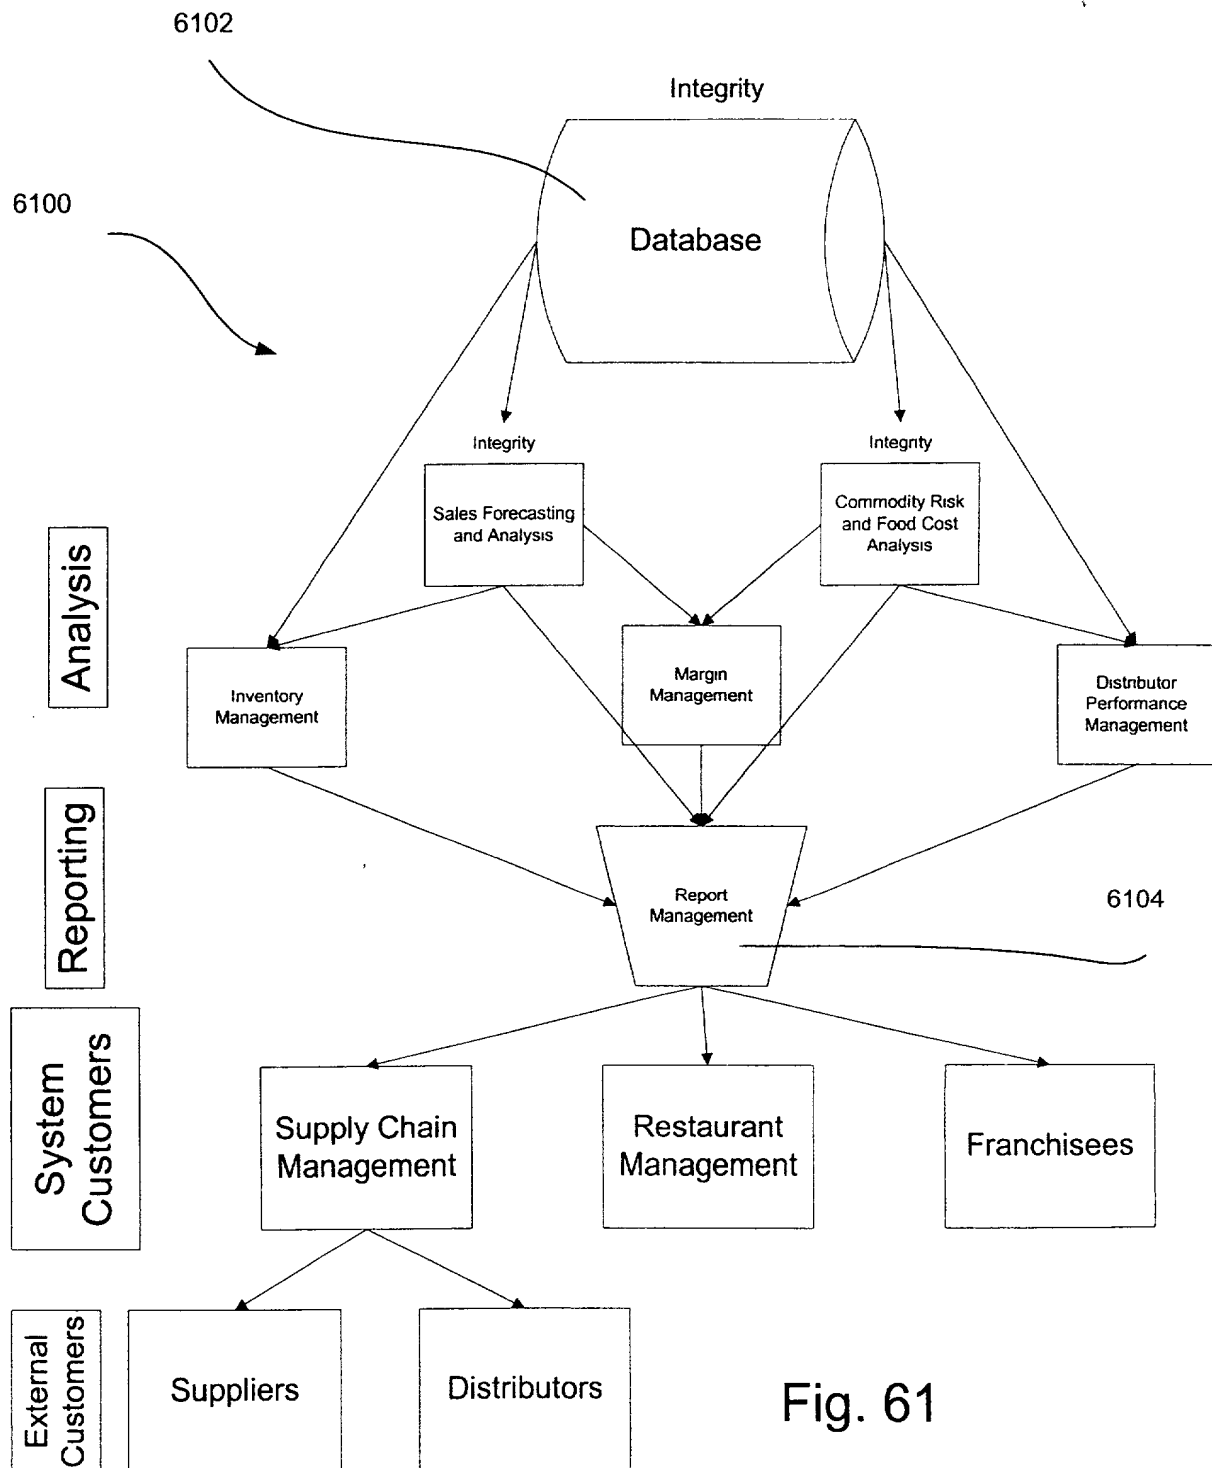 6102
Integrity
6100
Database
Integrity
Integrity
Sales Forecasting
and Analysis
Commodity Risk
and Food Cost
Analysis
Analysis
Inventory
Management
Margin
Management
Distributor
Performance
Management
Reporting
Report
Management
6104
System
Customers
Supply Chain
Management
Restaurant
Management
Franchisees
External
Customers
Suppliers
Distributors
Fig. 61